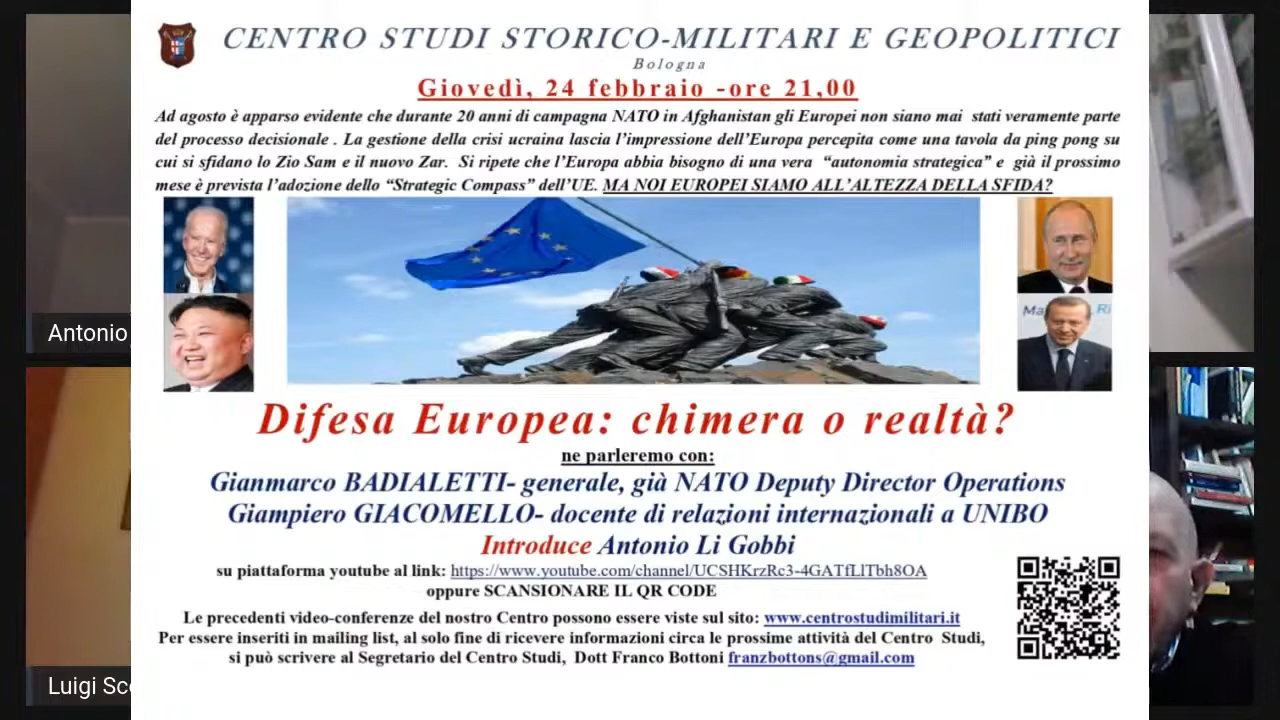 CENTRO STUDI STORICO-MILITARI E GEOPOLITICI
Bologna
Giovedì, 24 febbraio -ore 21,00
Ad agosto è apparso evidente che durante 20 anni di campagna NATO in Afghanistan gli Europei non siano mai stati veramente parte
del processo decisionale . La gestione della crisi ucraina lascia l'impressione dell'Europa percepita come una tavola da ping pong su
cui si sfidano lo Zio Sam e il nuovo Zar. Si ripete che l'Europa abbia bisogno di una vera "autonomia strategica" e già il prossimo
mese è prevista l'adozione dello "Strategic Compass" dell'UE. MA NOI EUROPEI SIAMO ALL'ALTEZZA DELLA SFIDA?
Antonio
Difesa Europea: chimera o realtà?
ne parleremo con:
Gianmarco BADIALETTI- generale, già NATO Deputy Director Operations
Giampiero GIACOMELLO- docente di relazioni internazionali a UNIBO
Introduce Antonio Li Gobbi
su piattaforma youtube al link: https://www.youtube.com/channel/UCSHKrzRc3-4GATfLlTbh8OA
oppure SCANSIONARE IL QR CODE
Le precedenti video-conferenze del nostro Centro possono essere viste sul sito: www.centrostudimilitari.it
Per essere inseriti in mailing list, al solo fine di ricevere informazioni circa le prossime attività del Centro Studi,
si può scrivere al Segretario del Centro Studi, Dott Franco Bottoni franzbottons@gmail.com
Luigi